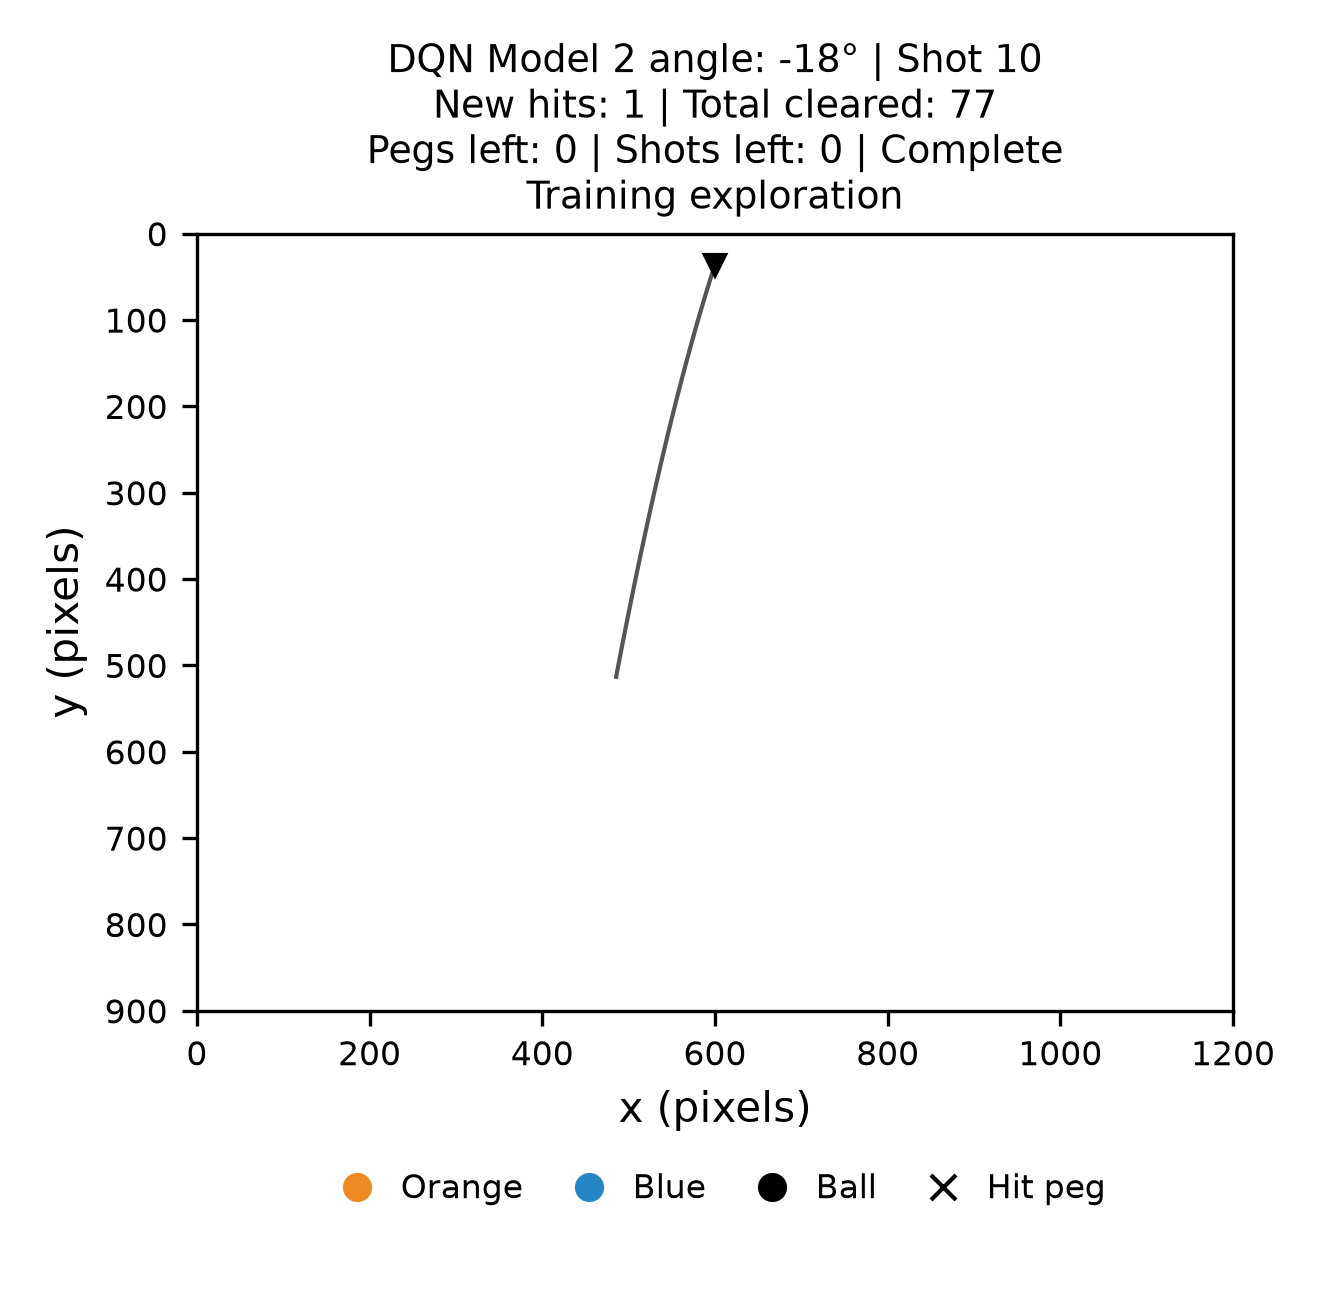 DQN Model 2 angle: -18° | Shot 10
New hits: 1 | Total cleared: 77
Pegs left: 0 | Shots left: 0 | Complete
Training exploration
0
100
200
300
400
500
600
700
800
900
y (pixels)
0 200 400 600 800 1000 1200
x (pixels)
Orange Blue Ball Hit peg